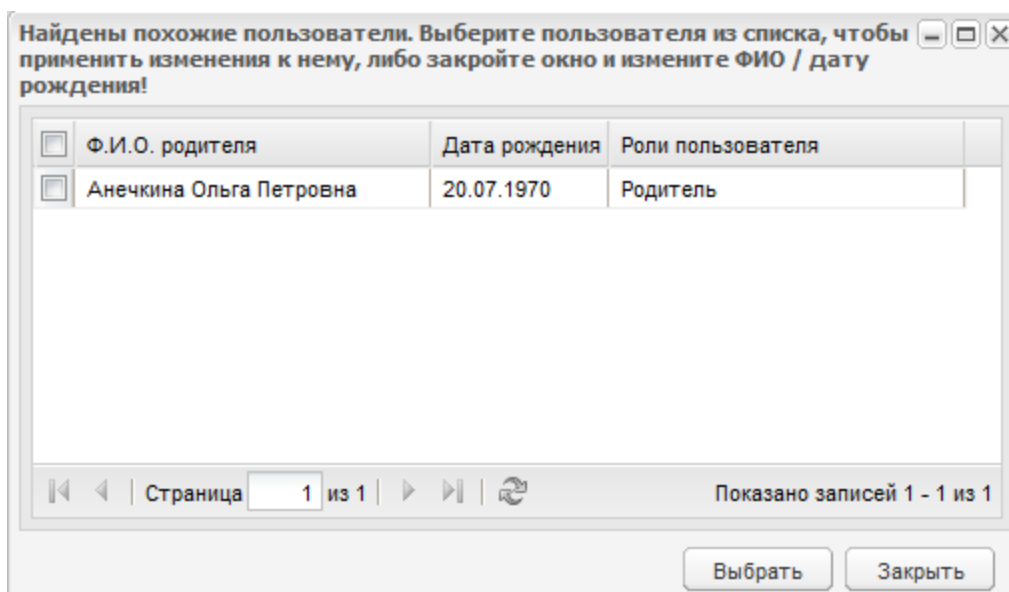 Найдены похожие пользователи. Выберите пользователя из списка, чтобы
применить изменения к нему, либо закройте окно и измените ФИО / дату
рождения!
Ф.И.О. родителя Дата рождения Роли пользователя
Анечкина Ольга Петровна 20.07.1970 Родитель
Страница 1 из 1 Показано записей 1 - 1 из 1
Выбрать Закрыть